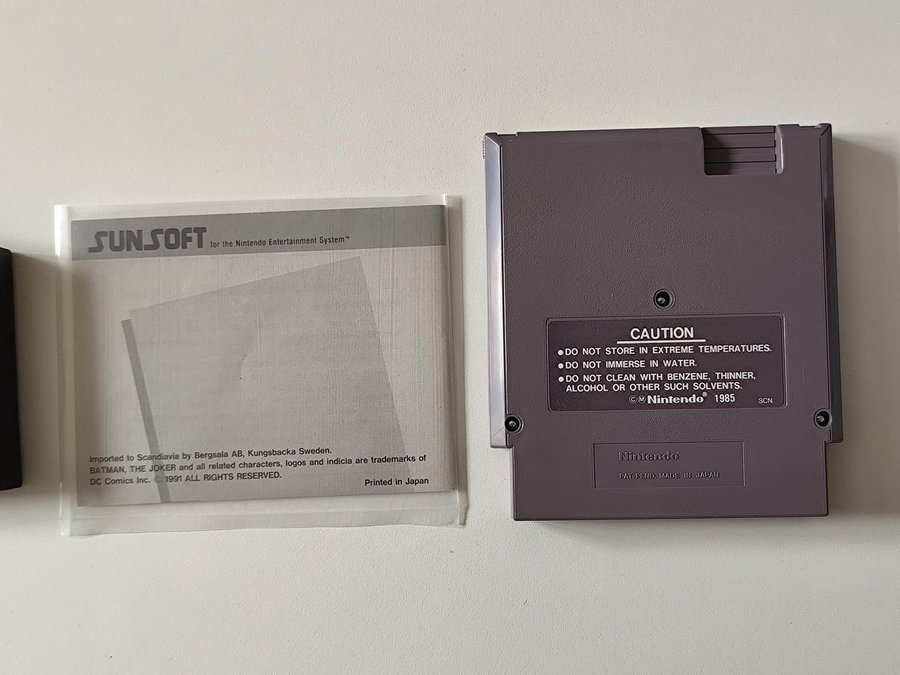 SUNSOFT for the Nintendo Entertainment System™
Imported to Scandiavia by Bergsala AB, Kungsbacka Sweden.
BATMAN, THE JOKER and all related characters, logos and indicia are trademarks of
DC Comics Inc. © 1991 ALL RIGHTS RESERVED.
Printed in Japan
CAUTION
●DO NOT STORE IN EXTREME TEMPERATURES.
●DO NOT IMMERSE IN WATER.
●DO NOT CLEAN WITH BENZENE, THINNER,
ALCOHOL OR OTHER SUCH SOLVENTS.
©Ⓜ Nintendo® 1985 SCN
Nintendo®
PAT. PEND. MADE IN JAPAN